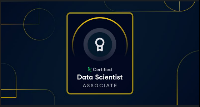 Certified
Data Scientist
ASSOCIATE